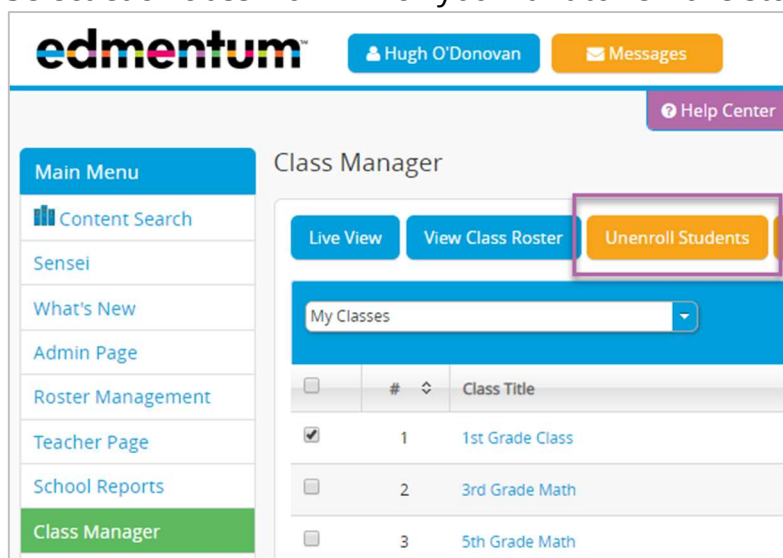 edmentum™
Hugh O'Donovan
Messages
Help Center
Main Menu
Content Search
Sensei
What's New
Admin Page
Roster Management
Teacher Page
School Reports
Class Manager
Class Manager
Live View
View Class Roster
Unenroll Students
My Classes
# Class Title
1 1st Grade Class
2 3rd Grade Math
3 5th Grade Math